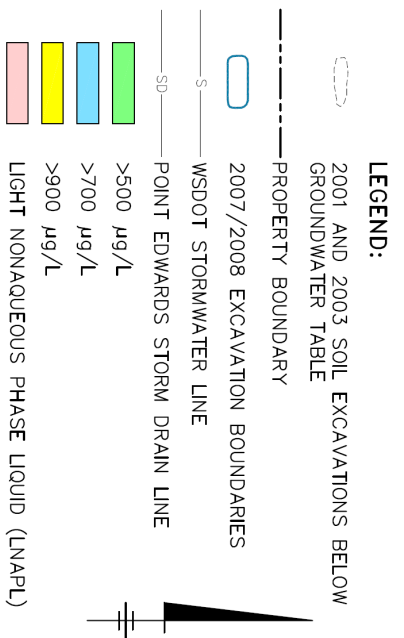 LEGEND:
2001 AND 2003 SOIL EXCAVATIONS BELOW
GROUNDWATER TABLE
PROPERTY BOUNDARY
2007/2008 EXCAVATION BOUNDARIES
S WSDOT STORMWATER LINE
SD POINT EDWARDS STORM DRAIN LINE
>500 µg/L
>700 µg/L
>900 µg/L
LIGHT NONAQUEOUS PHASE LIQUID (LNAPL)